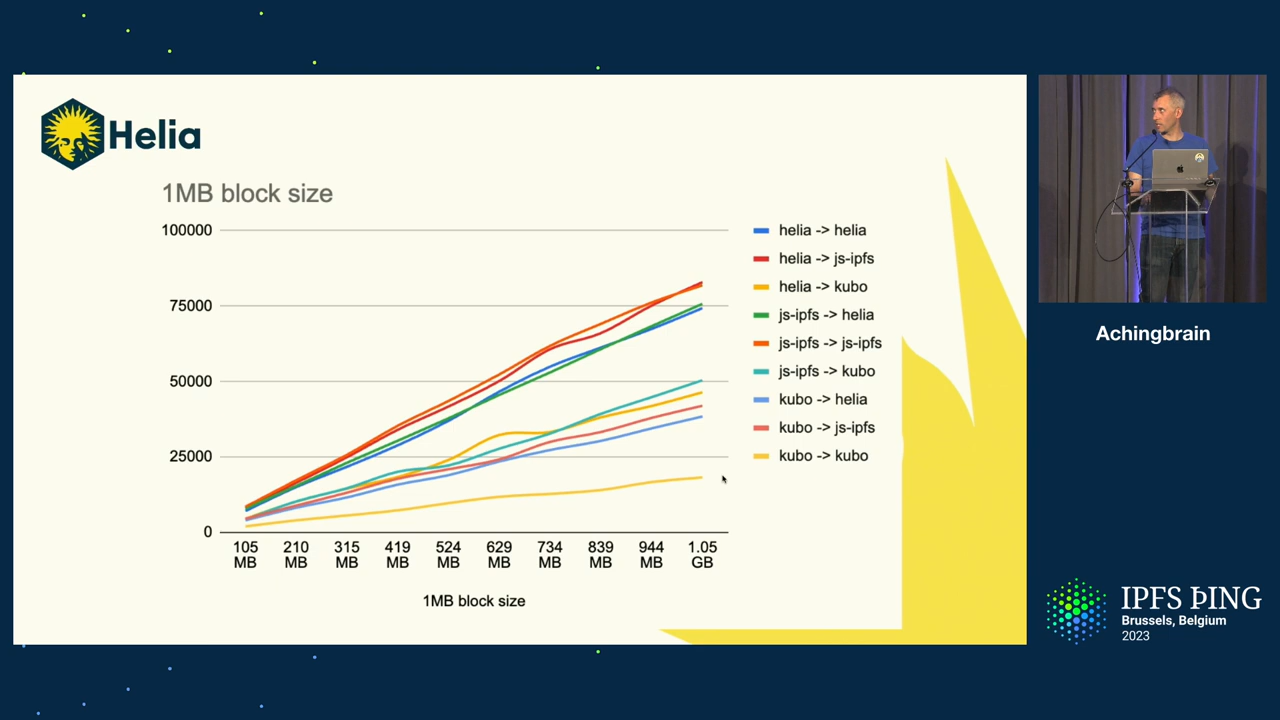 Helia
1MB block size
100000
75000
50000
25000
0
105 MB
210 MB
315 MB
419 MB
524 MB
629 MB
734 MB
839 MB
944 MB
1.05 GB
1MB block size
helia -> helia
helia -> js-ipfs
helia -> kubo
js-ipfs -> helia
js-ipfs -> js-ipfs
js-ipfs -> kubo
kubo -> helia
kubo -> js-ipfs
kubo -> kubo
Achingbrain
IPFS ÞING
Brussels, Belgium
2023